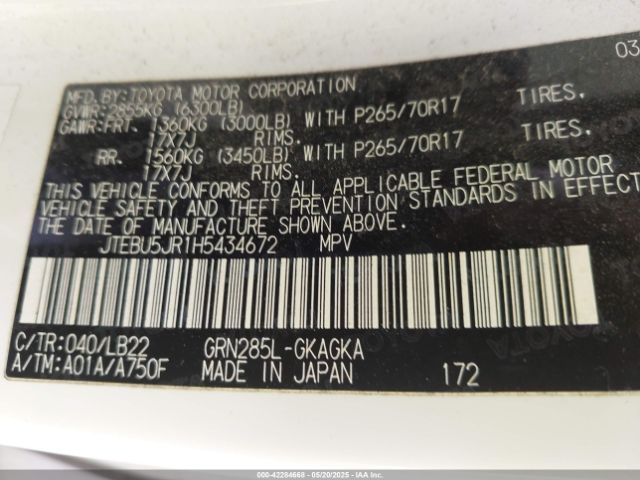 03
MFD. BY: TOYOTA MOTOR CORPORATION
GVWR: 2855KG (6300LB)
GAWR: FRT. 1360KG (3000LB) WITH P265/70R17 TIRES,
17X7J RIMS.
RR. 1560KG (3450LB) WITH P265/70R17 TIRES,
17X7J RIMS.
THIS VEHICLE CONFORMS TO ALL APPLICABLE FEDERAL MOTOR
VEHICLE SAFETY AND THEFT PREVENTION STANDARDS IN EFFECT
THE DATE OF MANUFACTURE SHOWN ABOVE.
JTEBU5JR1H5434672 MPV
C/TR: 040/LB22 GRN285L-GKAGKA
A/TM: A01A/A750F MADE IN JAPAN 172
000-42284668 - 05/20/2025 - IAA Inc.